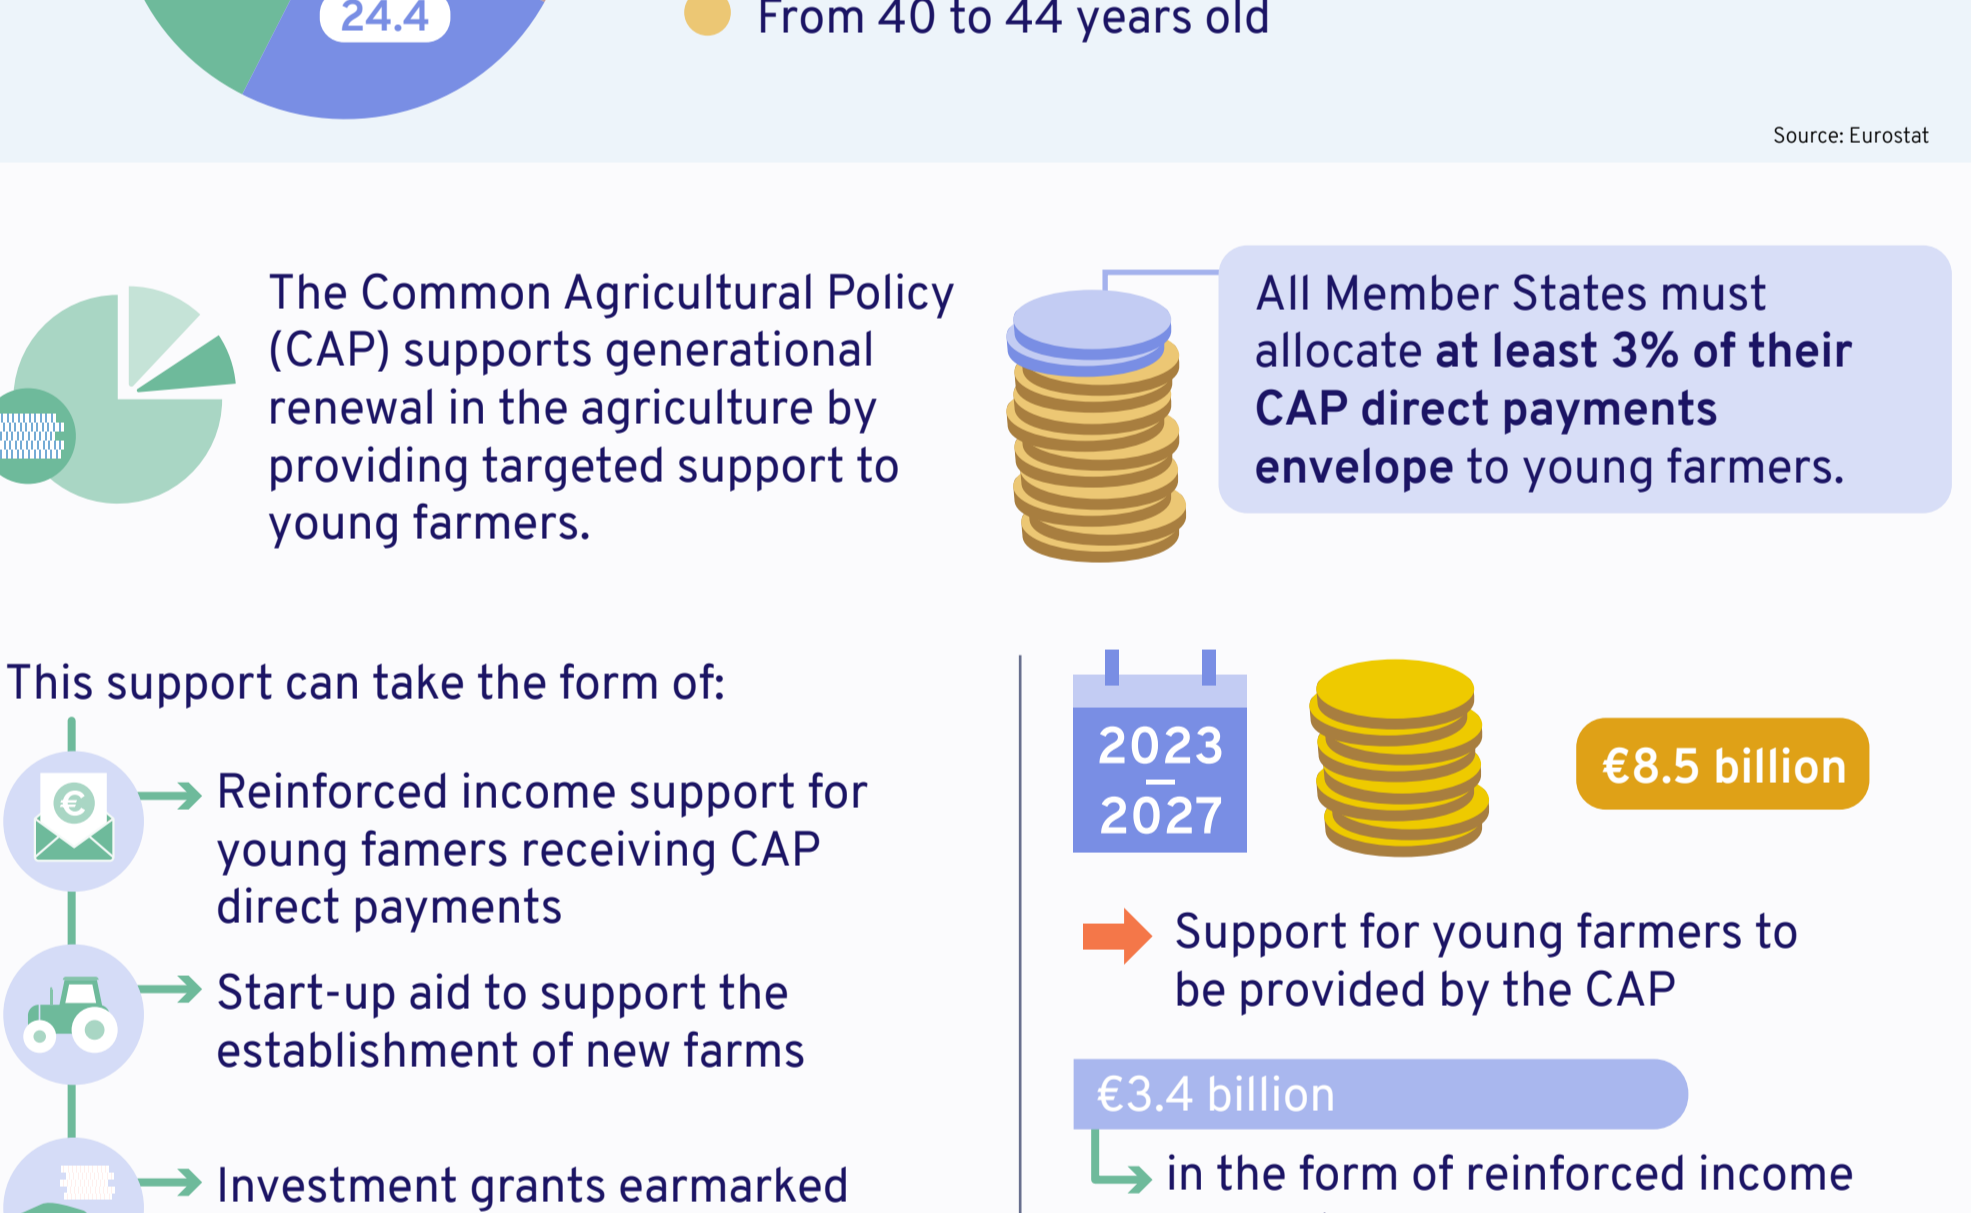 24.4
From 40 to 44 years old
Source: Eurostat
The Common Agricultural Policy
(CAP) supports generational
renewal in the agriculture by
providing targeted support to
young farmers.
All Member States must
allocate at least 3% of their
CAP direct payments
envelope to young farmers.
This support can take the form of:
Reinforced income support for
young famers receiving CAP
direct payments
Start-up aid to support the
establishment of new farms
Investment grants earmarked
2023
–
2027
€8.5 billion
Support for young farmers to
be provided by the CAP
€3.4 billion
in the form of reinforced income